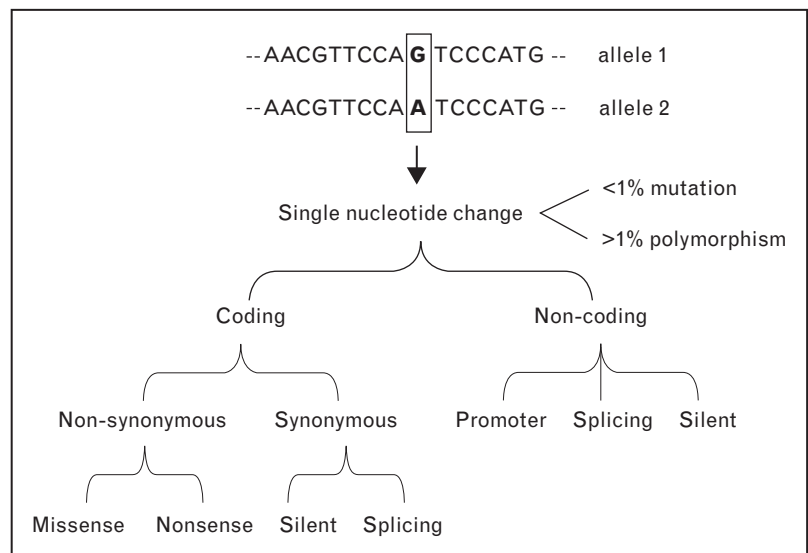 --AACGTTCCAGTCCCATG-- allele 1
--AACGTTCCAATCCCATG-- allele 2
<1% mutation
Single nucleotide change
>1% polymorphism
Coding Non-coding
Non-synonymous Synonymous Promoter Splicing Silent
Missense Nonsense Silent Splicing